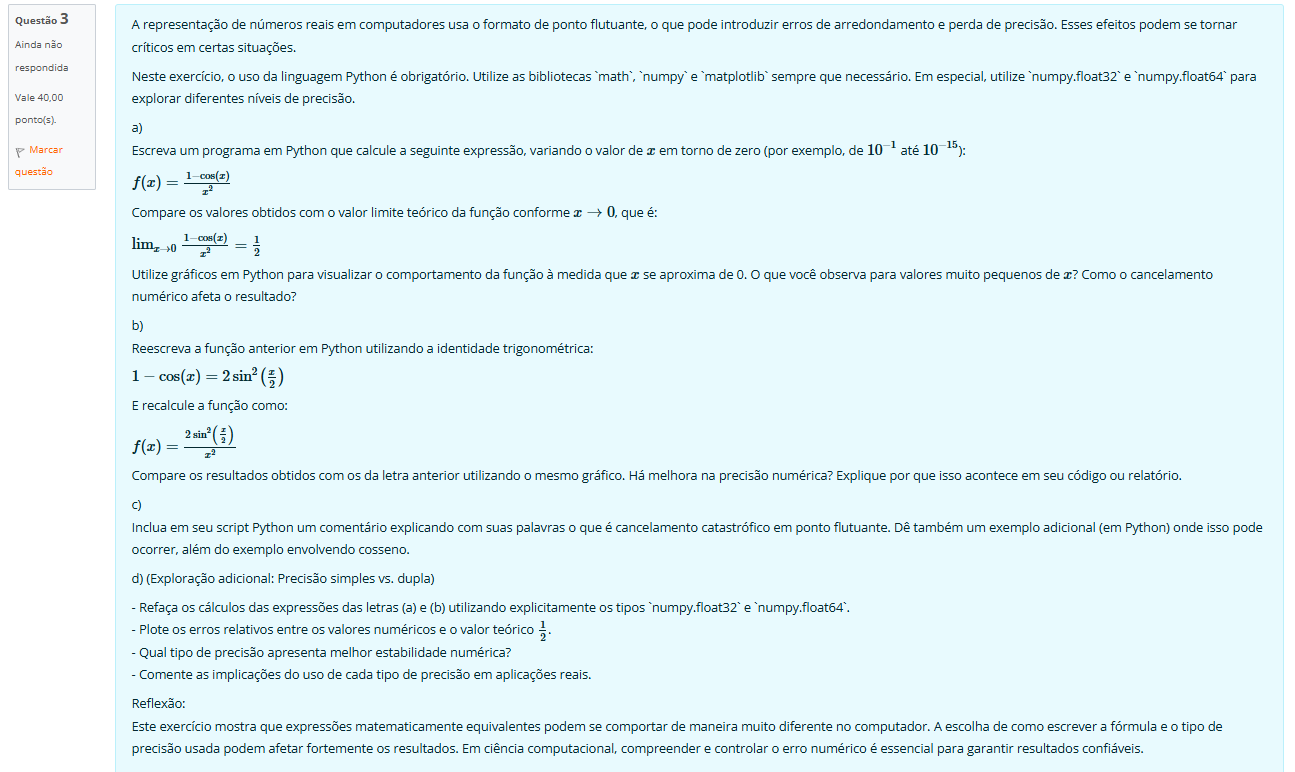 Questão 3
Ainda não
respondida
Vale 40,00
ponto(s).
Marcar
questão
A representação de números reais em computadores usa o formato de ponto flutuante, o que pode introduzir erros de arredondamento e perda de precisão. Esses efeitos podem se tornar
críticos em certas situações.
Neste exercício, o uso da linguagem Python é obrigatório. Utilize as bibliotecas `math`, `numpy` e `matplotlib` sempre que necessário. Em especial, utilize `numpy.float32` e `numpy.float64` para
explorar diferentes níveis de precisão.
a)
Escreva um programa em Python que calcule a seguinte expressão, variando o valor de x em torno de zero (por exemplo, de 10^{-1} até 10^{-15}):
f(x) = \frac{1-cos(x)}{x^2}
Compare os valores obtidos com o valor limite teórico da função conforme x → 0, que é:
lim_{x→0} \frac{1-cos(x)}{x^2} = \frac{1}{2}
Utilize gráficos em Python para visualizar o comportamento da função à medida que x se aproxima de 0. O que você observa para valores muito pequenos de x? Como o cancelamento
numérico afeta o resultado?
b)
Reescreva a função anterior em Python utilizando a identidade trigonométrica:
1 − cos(x) = 2 sin^2(\frac{x}{2})
E recalcule a função como:
f(x) = \frac{2 sin^2(\frac{x}{2})}{x^2}
Compare os resultados obtidos com os da letra anterior utilizando o mesmo gráfico. Há melhora na precisão numérica? Explique por que isso acontece em seu código ou relatório.
c)
Inclua em seu script Python um comentário explicando com suas palavras o que é cancelamento catastrófico em ponto flutuante. Dê também um exemplo adicional (em Python) onde isso pode
ocorrer, além do exemplo envolvendo cosseno.
d) (Exploração adicional: Precisão simples vs. dupla)
- Refaça os cálculos das expressões das letras (a) e (b) utilizando explicitamente os tipos `numpy.float32` e `numpy.float64`.
- Plote os erros relativos entre os valores numéricos e o valor teórico \frac{1}{2}.
- Qual tipo de precisão apresenta melhor estabilidade numérica?
- Comente as implicações do uso de cada tipo de precisão em aplicações reais.
Reflexão:
Este exercício mostra que expressões matematicamente equivalentes podem se comportar de maneira muito diferente no computador. A escolha de como escrever a fórmula e o tipo de
precisão usada podem afetar fortemente os resultados. Em ciência computacional, compreender e controlar o erro numérico é essencial para garantir resultados confiáveis.